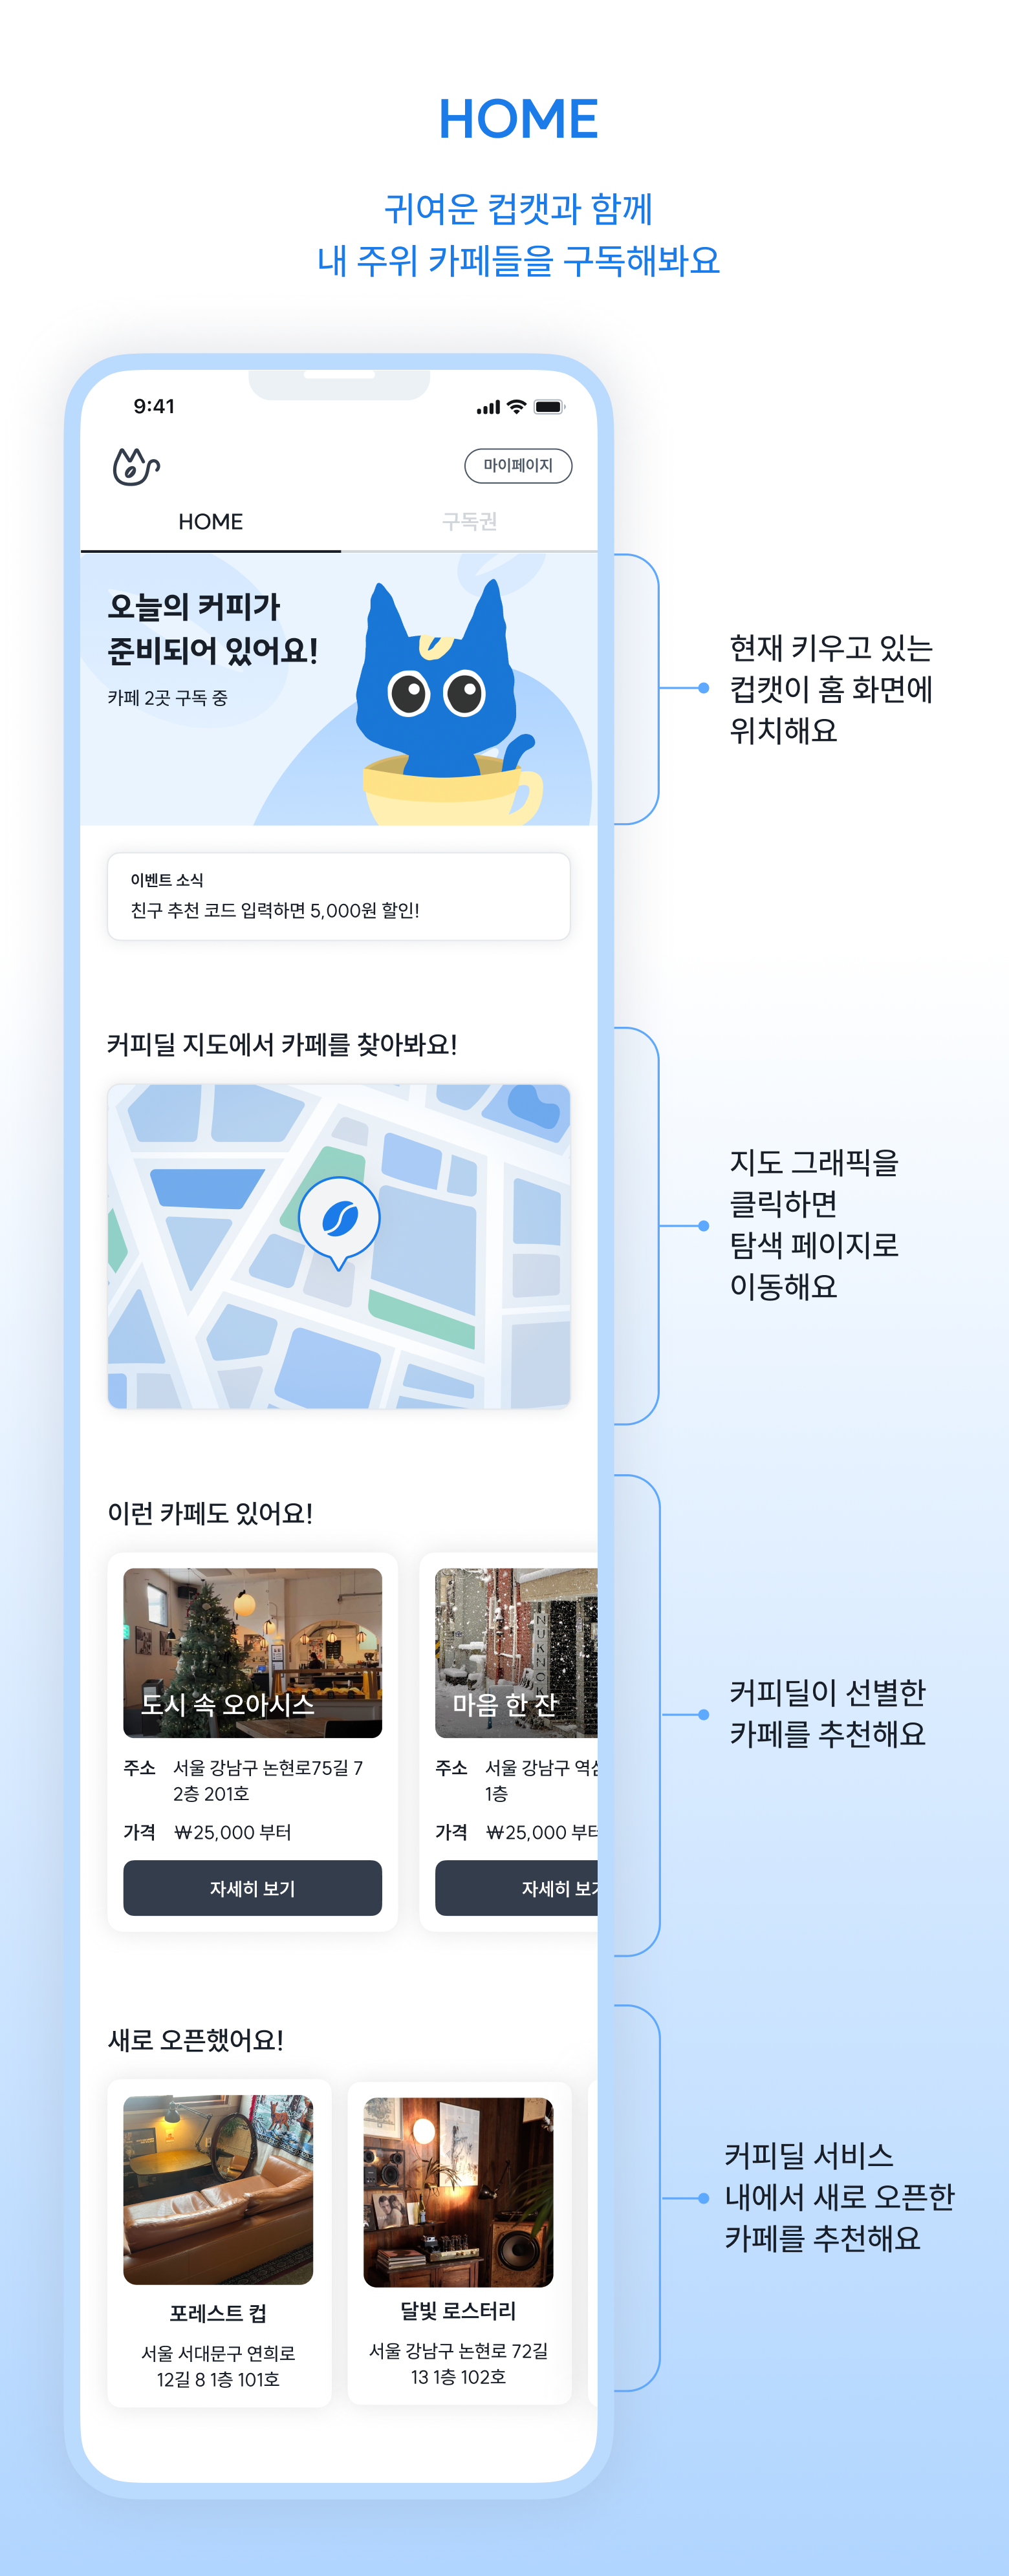 HOME
귀여운 컵캣과 함께
내 주위 카페들을 구독해봐요
9:41
마이페이지
HOME
구독권
오늘의 커피가
준비되어 있어요!
카페 2곳 구독 중
현재 키우고 있는
컵캣이 홈 화면에
위치해요
이벤트 소식
친구 추천 코드 입력하면 5,000원 할인!
커피딜 지도에서 카페를 찾아봐요!
지도 그래픽을
클릭하면
탐색 페이지로
이동해요
이런 카페도 있어요!
도시 속 오아시스
주소 서울 강남구 논현로75길 7
2층 201호
가격 ₩25,000 부터
자세히 보기
NUKNOK
마음 한 잔
주소 서울 강남구 역삼
1층
가격 ₩25,000 부터
자세히 보기
커피딜이 선별한
카페를 추천해요
새로 오픈했어요!
포레스트 컵
서울 서대문구 연희로
12길 8 1층 101호
달빛 로스터리
서울 강남구 논현로 72길
13 1층 102호
커피딜 서비스
내에서 새로 오픈한
카페를 추천해요